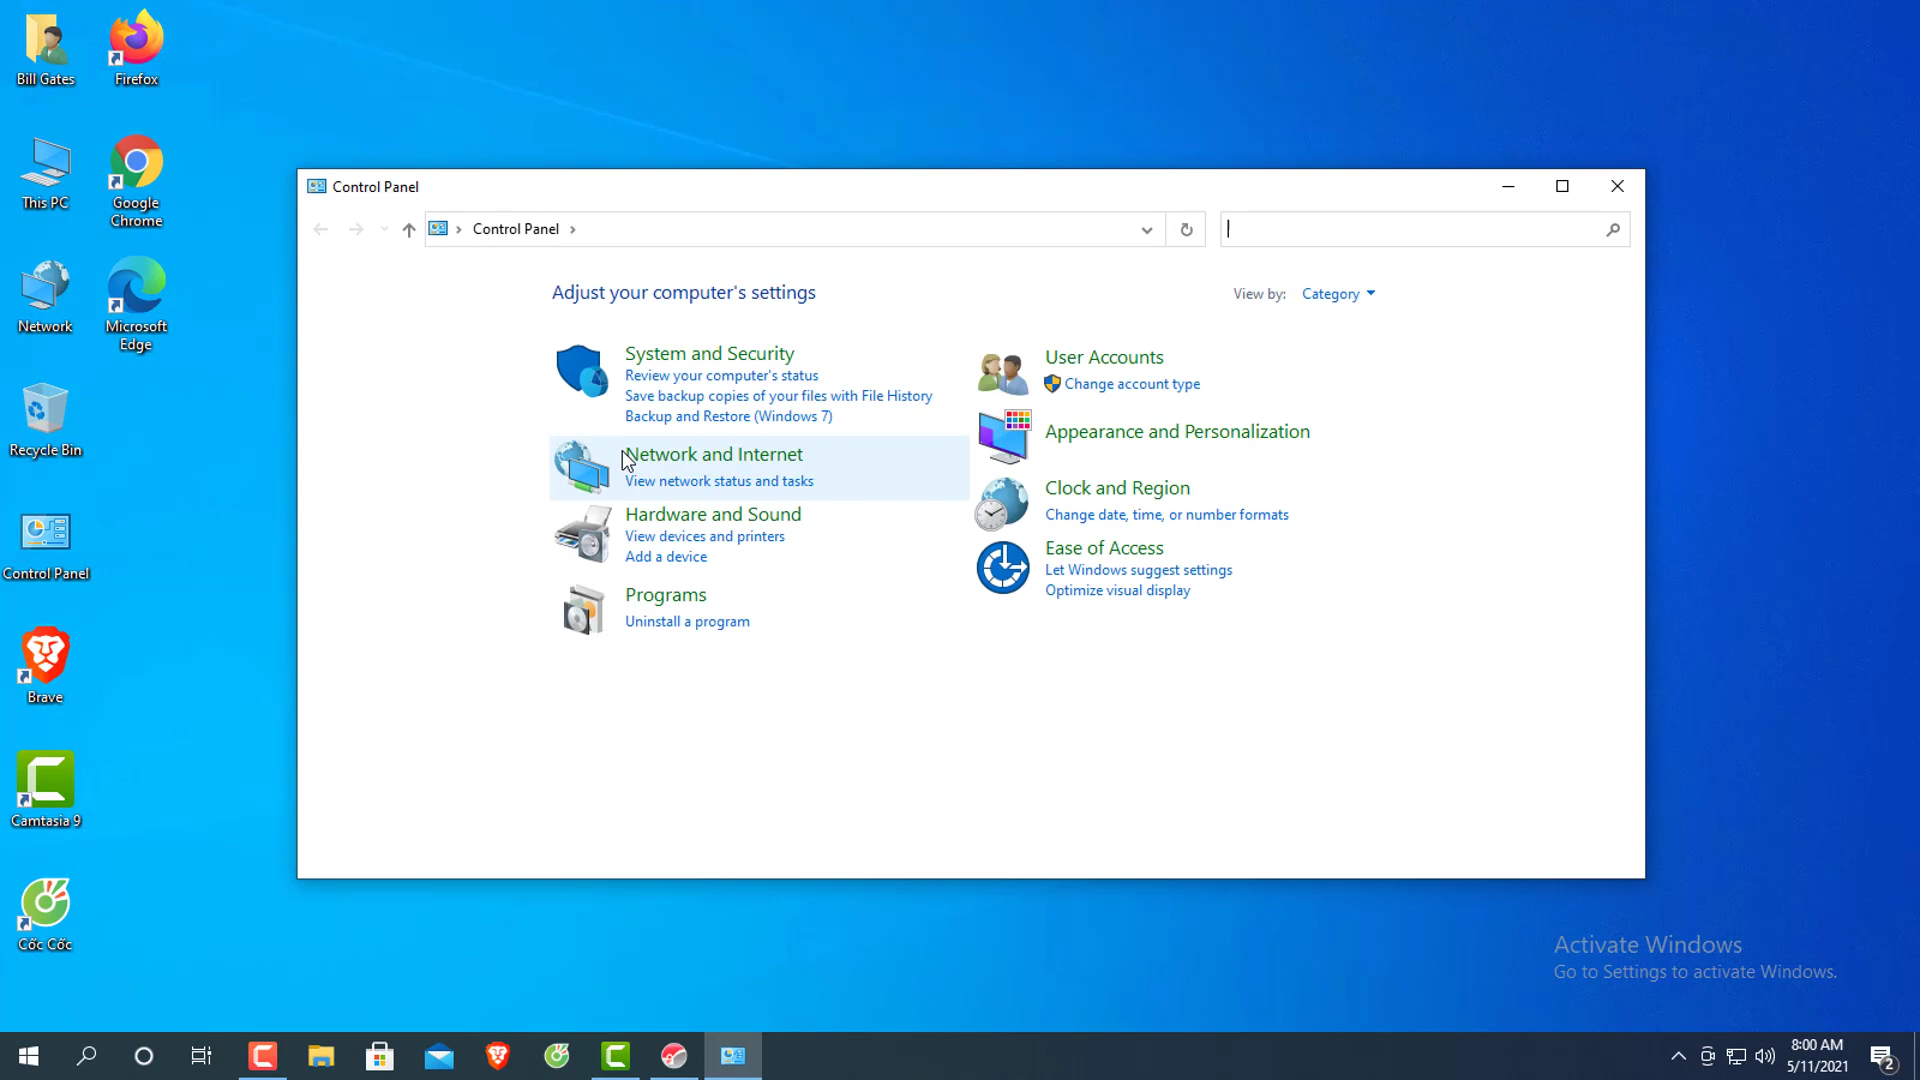 Bill Gates
Firefox
This PC
Google
Chrome
Network
Microsoft
Edge
Recycle Bin
Control Panel
Brave
Camtasia 9
Cốc Cốc
Control Panel
Control Panel
Adjust your computer's settings
View by: Category
System and Security
Review your computer's status
Save backup copies of your files with File History
Backup and Restore (Windows 7)
Network and Internet
View network status and tasks
Hardware and Sound
View devices and printers
Add a device
Programs
Uninstall a program
User Accounts
Change account type
Appearance and Personalization
Clock and Region
Change date, time, or number formats
Ease of Access
Let Windows suggest settings
Optimize visual display
Activate Windows
Go to Settings to activate Windows.
8:00 AM
5/11/2021
2